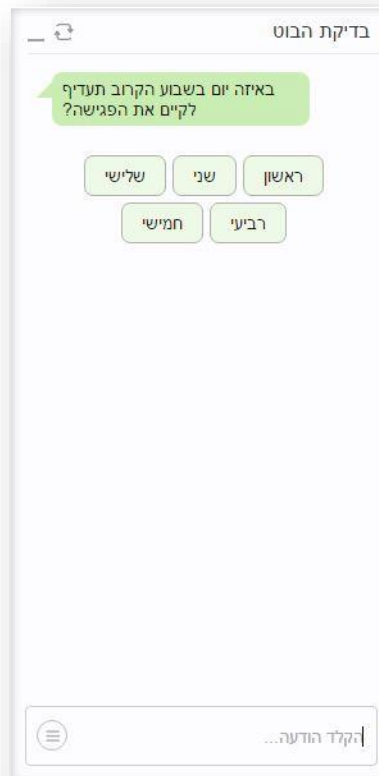 בדיקת הבוט
באיזה יום בשבוע הקרוב תעדיף
לקיים את הפגישה?
ראשון שני שלישי
רביעי חמישי
הקלד הודעה...